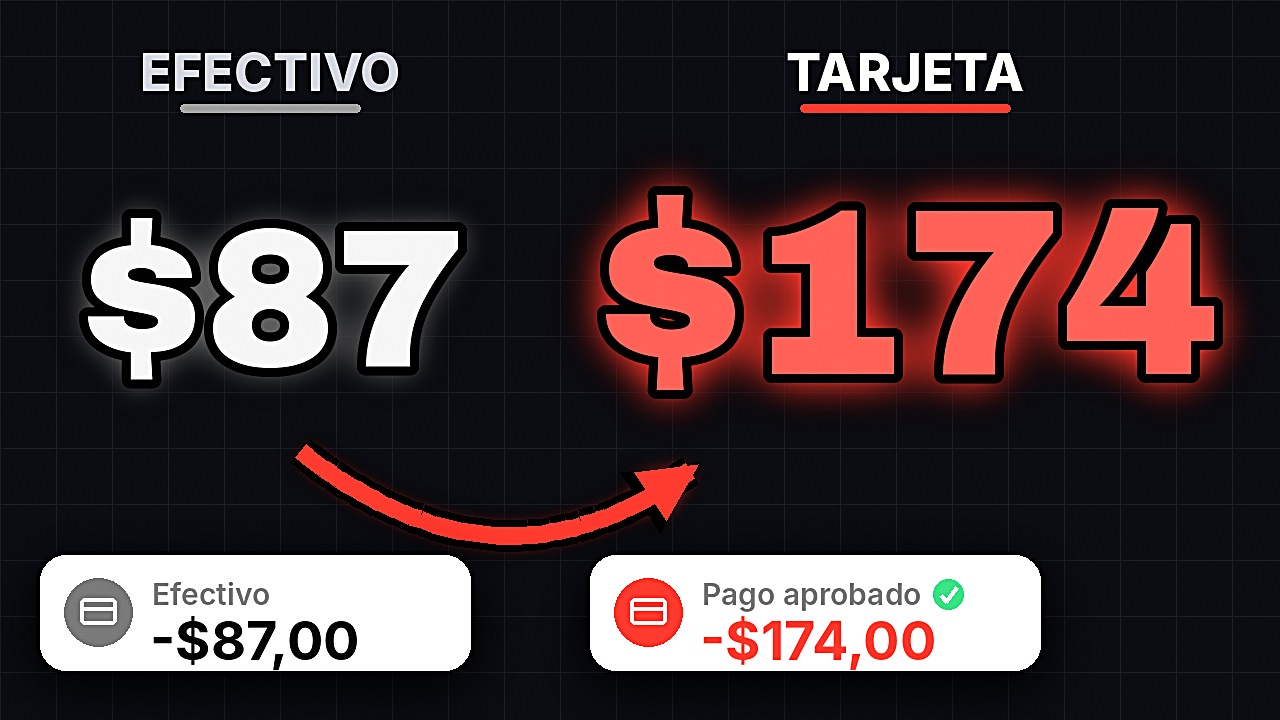 EFECTIVO
TARJETA
$87
$174
Efectivo
-$87,00
Pago aprobado
-$174,00